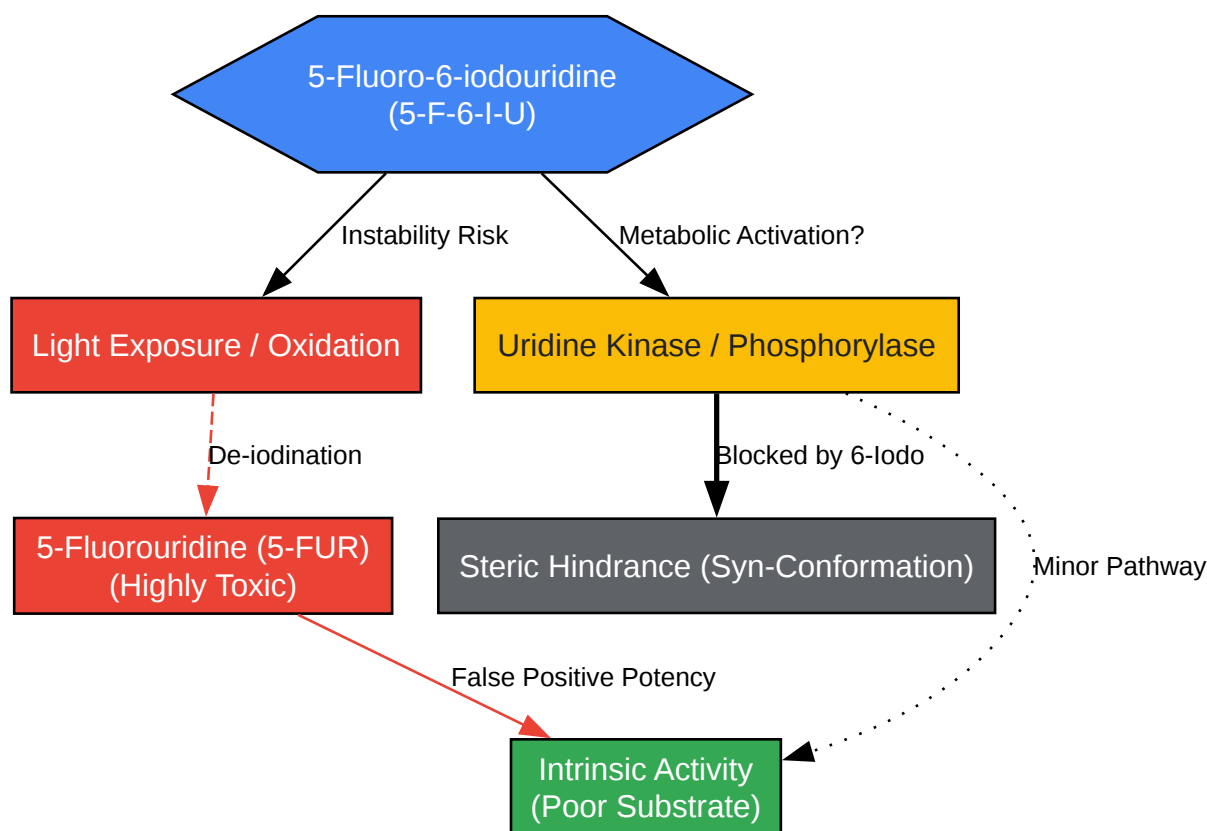 5-Fluoro-6-iodouridine
(5-F-6-I-U)
Instability Risk
Metabolic Activation?
Light Exposure / Oxidation
Uridine Kinase / Phosphorylase
De-iodination
Blocked by 6-Iodo
5-Fluorouridine (5-FUR)
(Highly Toxic)
Steric Hindrance (Syn-Conformation)
Minor Pathway
False Positive Potency
Intrinsic Activity
(Poor Substrate)